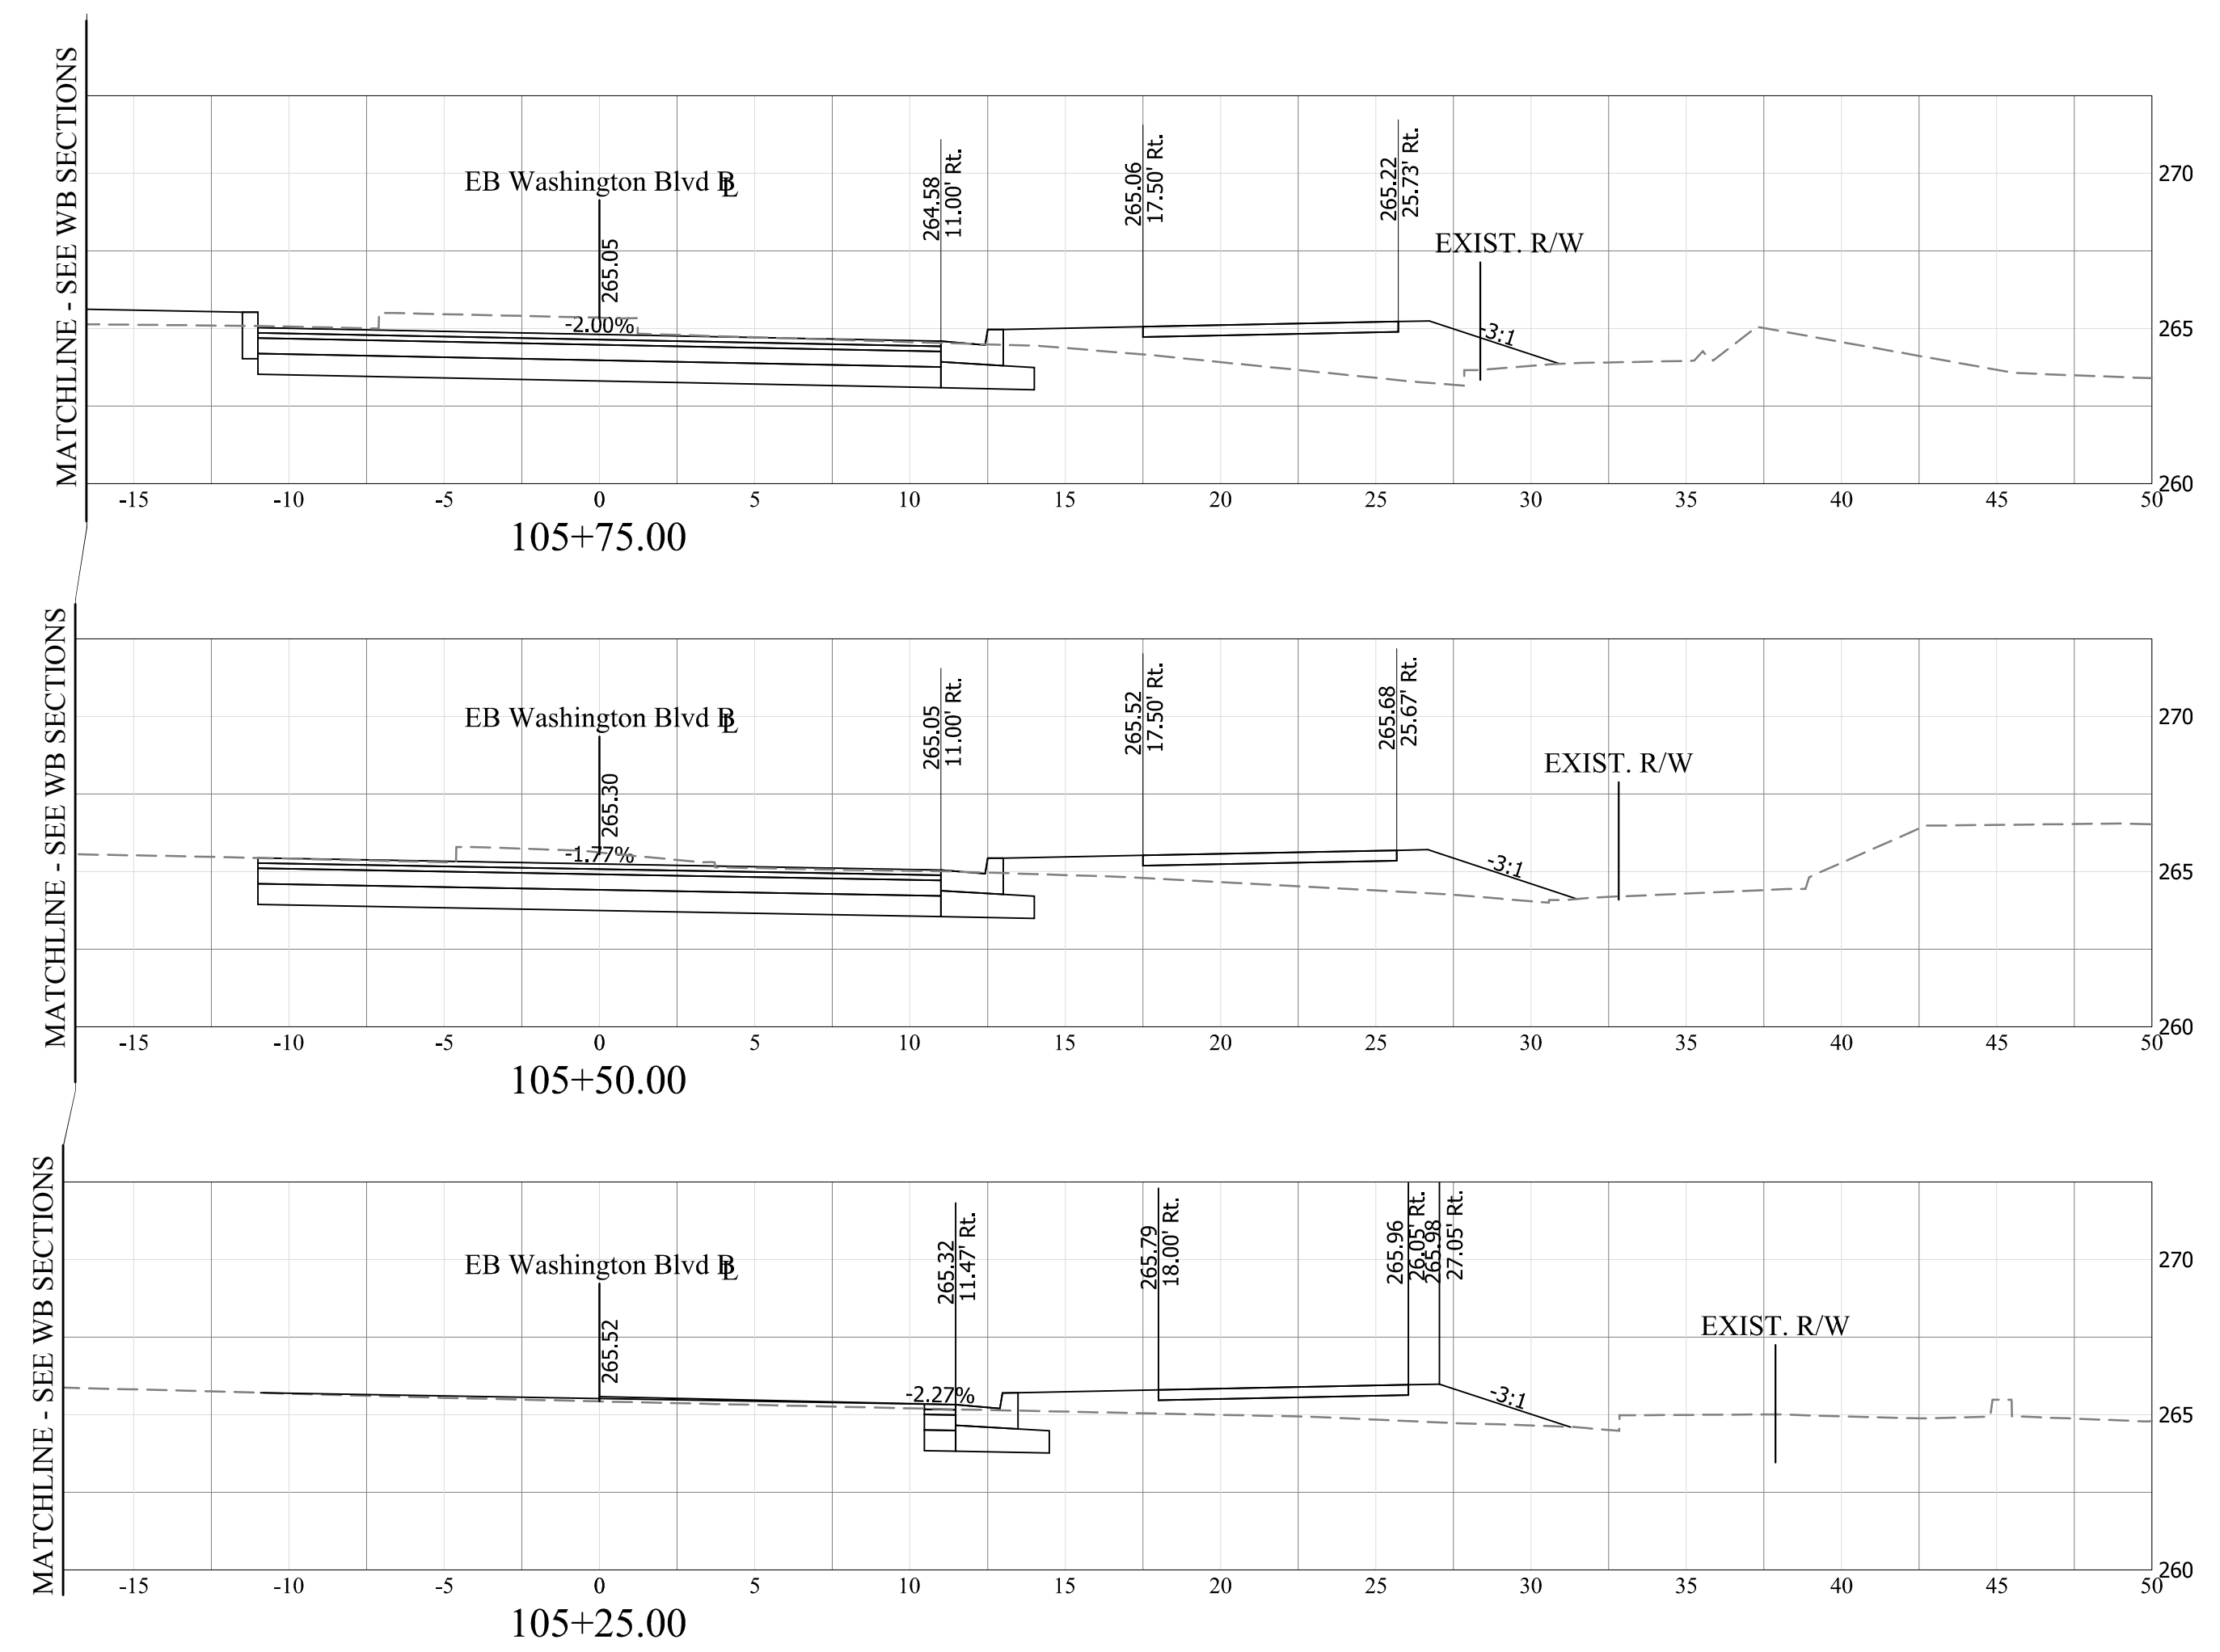 MATCHLINE - SEE WB SECTIONS
EB Washington Blvd BL
265.05
-2.00%
264.58
11.00' Rt.
265.06
17.50' Rt.
265.22
25.73' Rt.
EXIST. R/W
-3:1
270
265
260
-15 -10 -5 0 5 10 15 20 25 30 35 40 45 50
105+75.00
MATCHLINE - SEE WB SECTIONS
EB Washington Blvd BL
265.30
-1.77%
265.05
11.00' Rt.
265.52
17.50' Rt.
265.68
25.67' Rt.
EXIST. R/W
-3:1
270
265
260
-15 -10 -5 0 5 10 15 20 25 30 35 40 45 50
105+50.00
MATCHLINE - SEE WB SECTIONS
EB Washington Blvd BL
265.52
-2.27%
265.32
11.47' Rt.
265.79
18.00' Rt.
265.96
26.05' Rt.
265.98
27.05' Rt.
EXIST. R/W
-3:1
270
265
260
-15 -10 -5 0 5 10 15 20 25 30 35 40 45 50
105+25.00